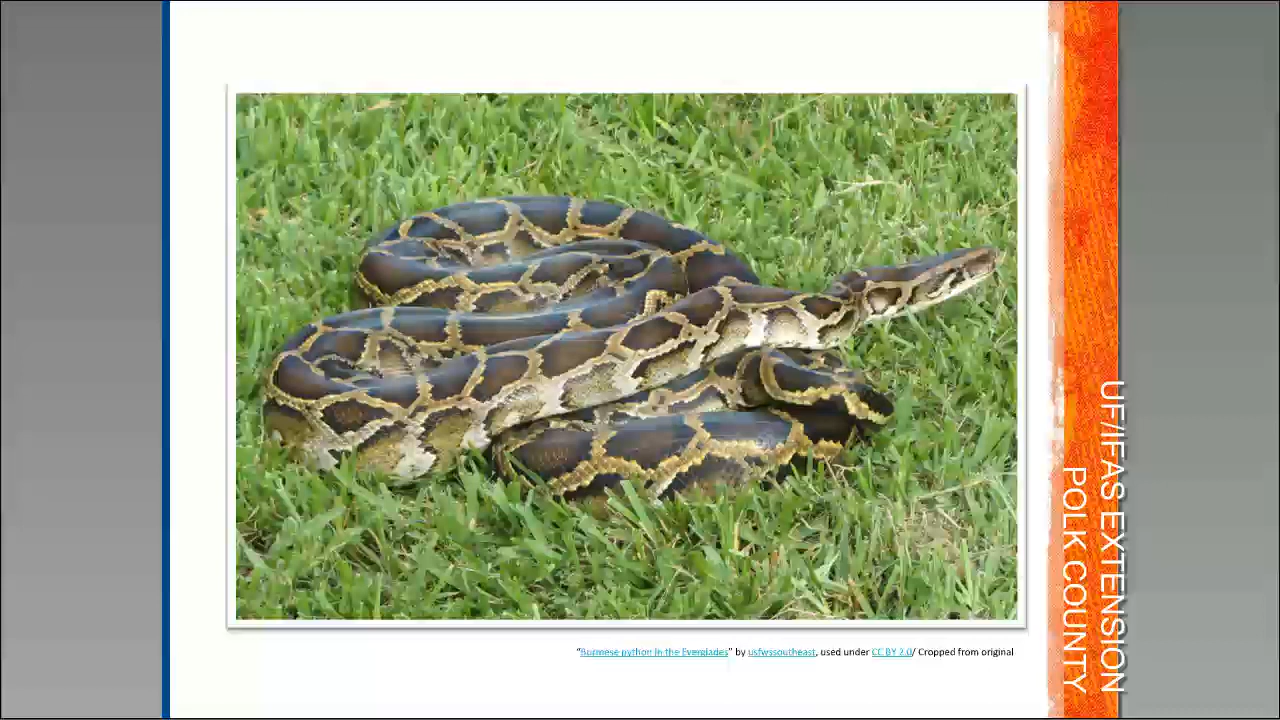 "Burmese python in the Everglades" by usfwssoutheast, used under CC BY 2.0/ Cropped from original
UF/IFAS EXTENSION
POLK COUNTY